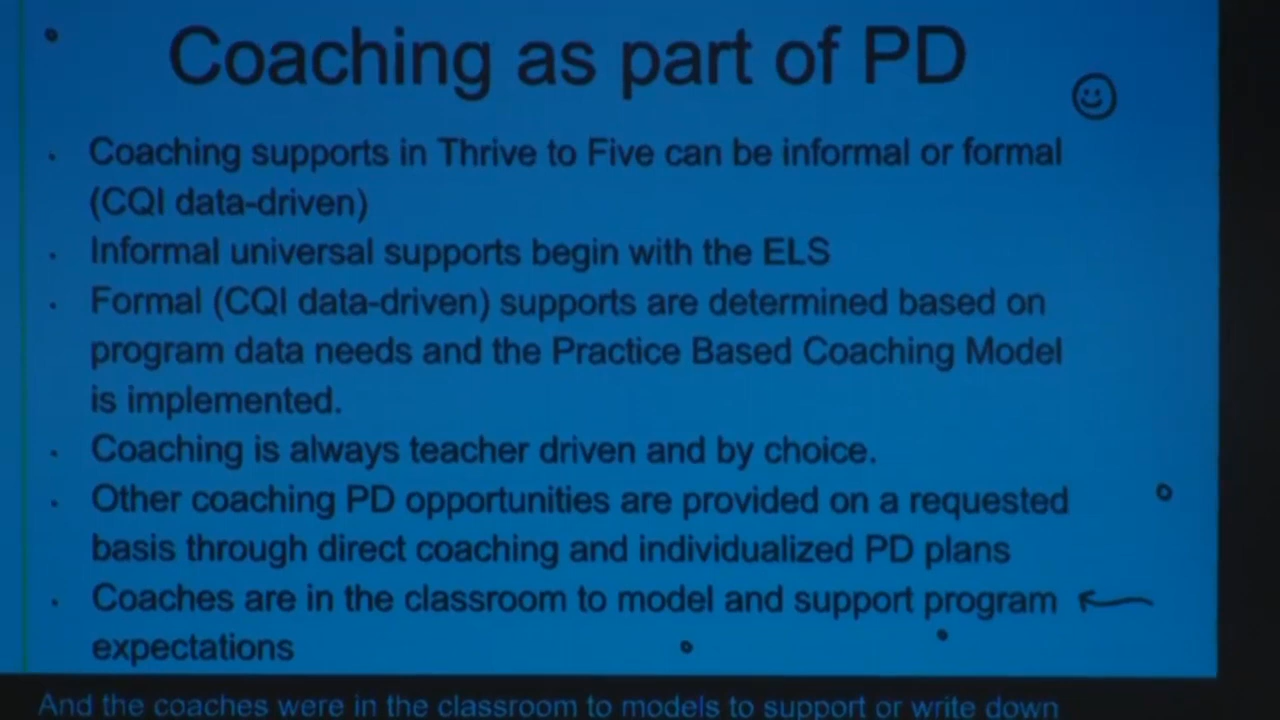 Coaching as part of PD
Coaching supports in Thrive to Five can be informal or formal
(CQI data-driven)
Informal universal supports begin with the ELS
Formal (CQI data-driven) supports are determined based on
program data needs and the Practice Based Coaching Model
is implemented.
Coaching is always teacher driven and by choice.
Other coaching PD opportunities are provided on a requested
basis through direct coaching and individualized PD plans
Coaches are in the classroom to model and support program
expectations
And the coaches were in the classroom to models to support or write down